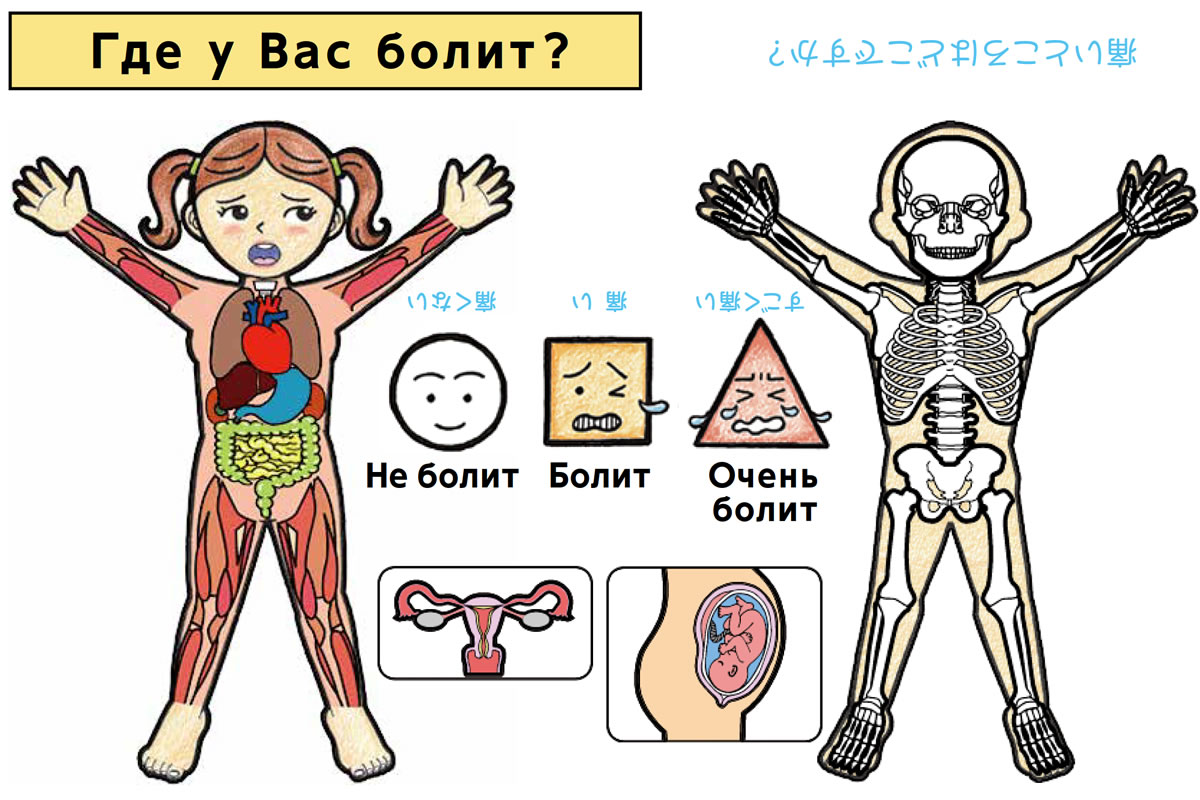 Где у Вас болит?
痛いところはどこですか?
痛くない
痛い
すごく痛い
Не болит
Болит
Очень
болит